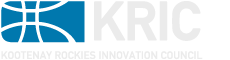 KRIC
KOOTENAY ROCKIES INNOVATION COUNCIL